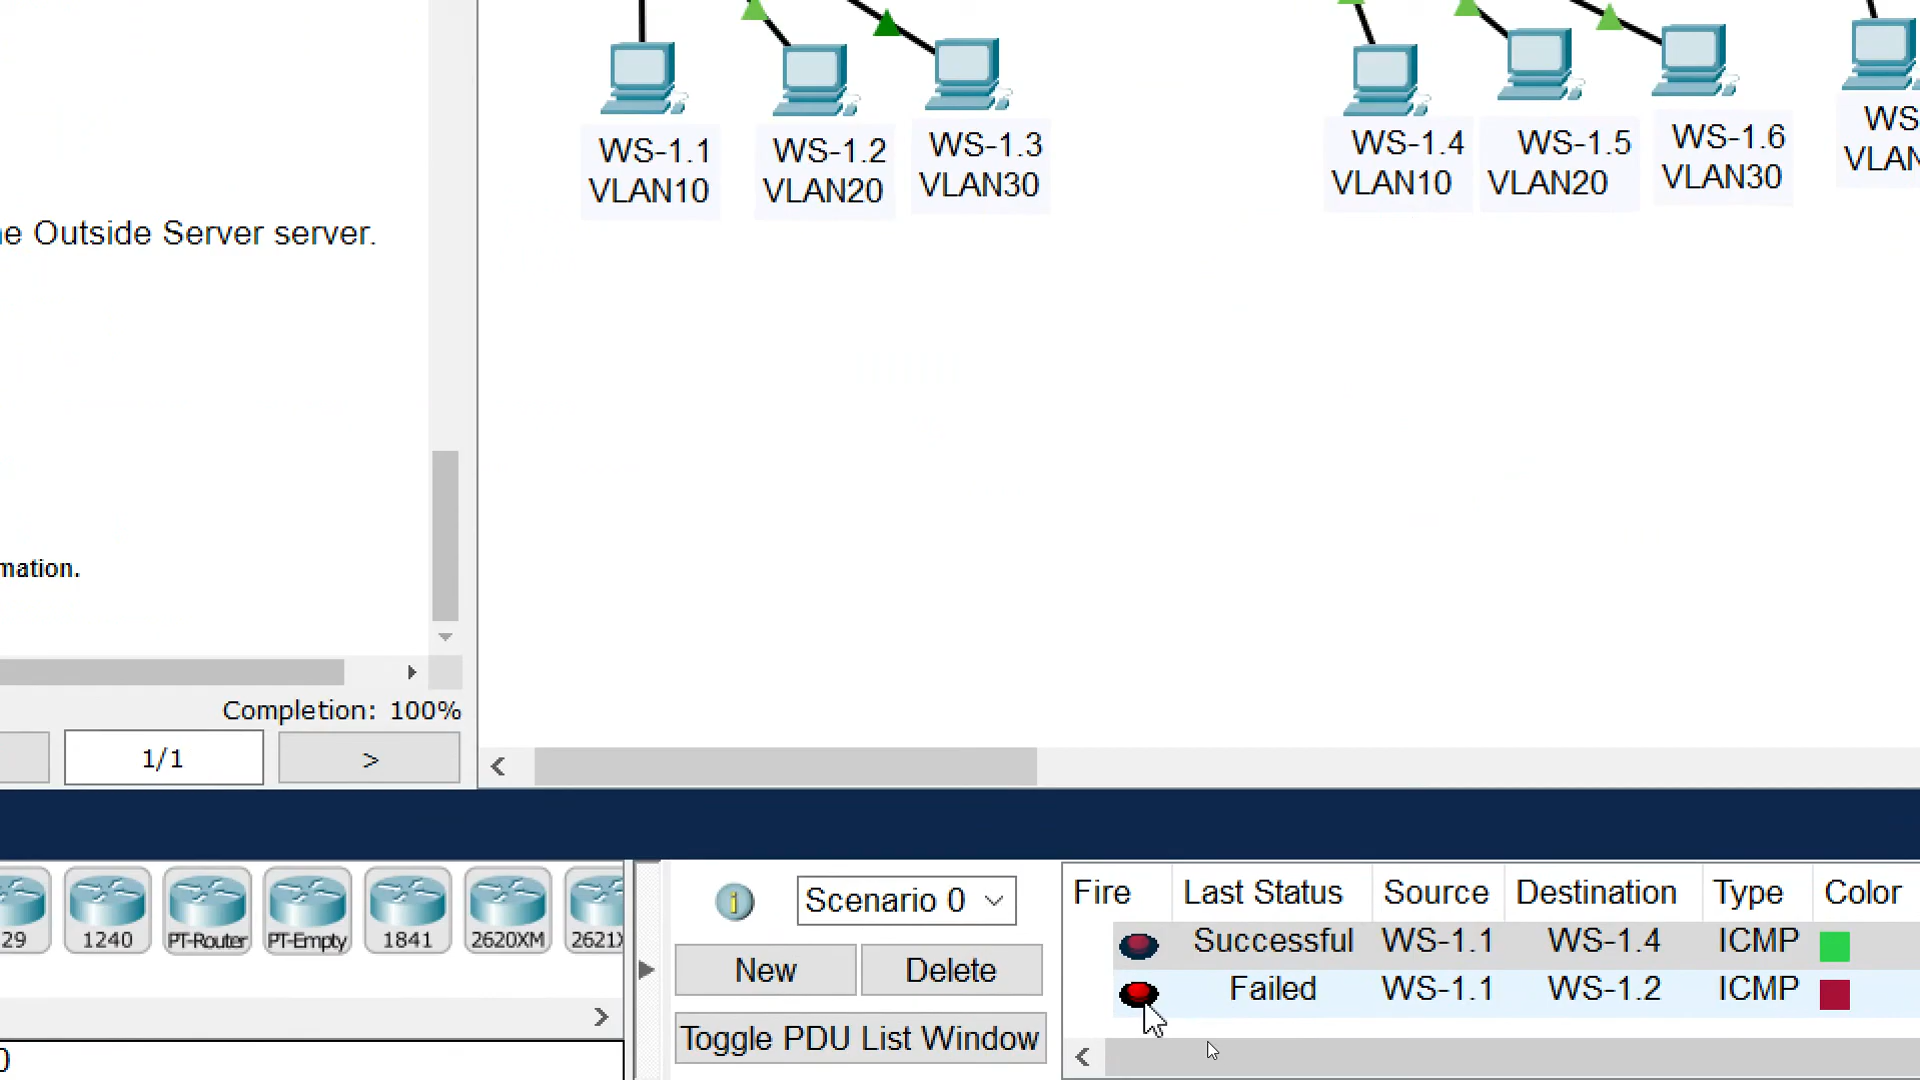 WS-1.1
VLAN10
WS-1.2
VLAN20
WS-1.3
VLAN30
WS-1.4
VLAN10
WS-1.5
VLAN20
WS-1.6
VLAN30
WS-
VLAN
e Outside Server server.
mation.
Completion: 100%
1/1
>
29
1240
PT-Router
PT-Empty
1841
2620XM
2621X
Scenario 0
New
Delete
Toggle PDU List Window
Fire Last Status Source Destination Type Color
Successful WS-1.1 WS-1.4 ICMP
Failed WS-1.1 WS-1.2 ICMP